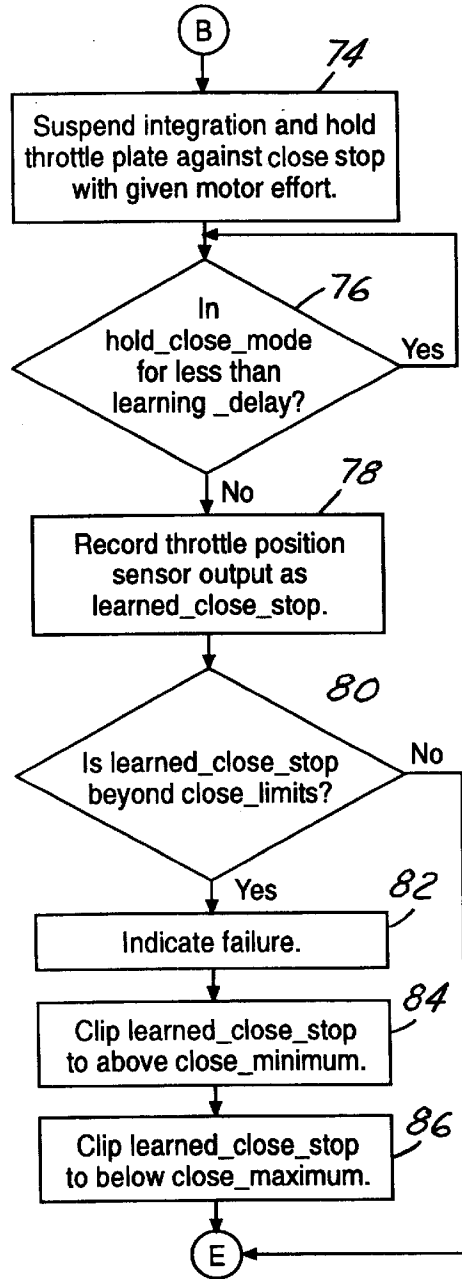 B
74
Suspend integration and hold
throttle plate against close stop
with given motor effort.
76
In
hold_close_mode
for less than
learning _delay?
Yes
No
78
Record throttle position
sensor output as
learned_close_stop.
80
Is learned_close_stop
beyond close_limits?
No
Yes
82
Indicate failure.
84
Clip learned_close_stop
to above close_minimum.
86
Clip learned_close_stop
to below close_maximum.
E